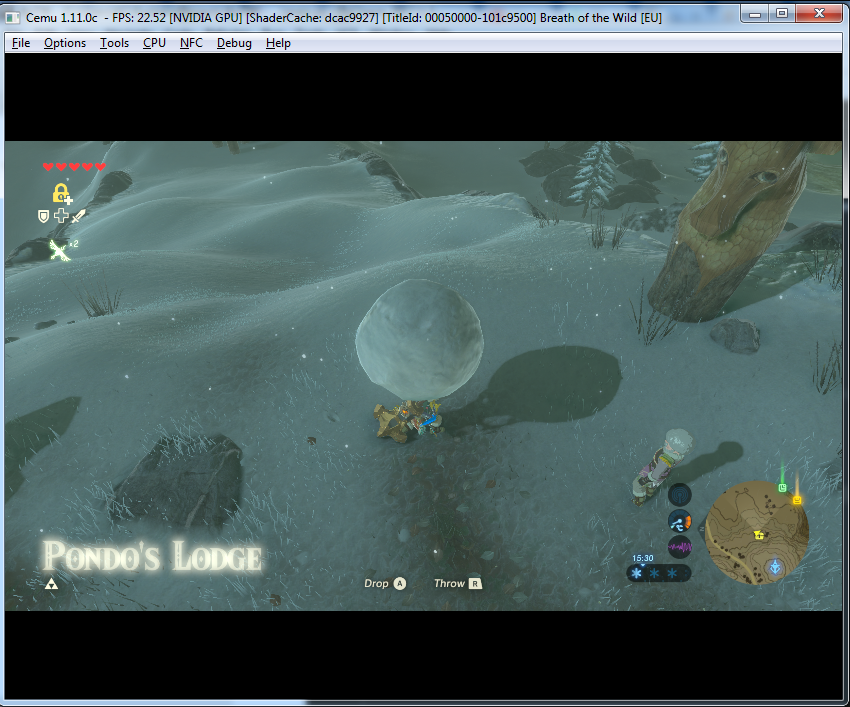 Cemu 1.11.0c - FPS: 22.52 [NVIDIA GPU] [ShaderCache: dcac9927] [TitleId: 00050000-101c9500] Breath of the Wild [EU]
File Options Tools CPU NFC Debug Help
×2
15:30
Pondo's Lodge
Drop A Throw R